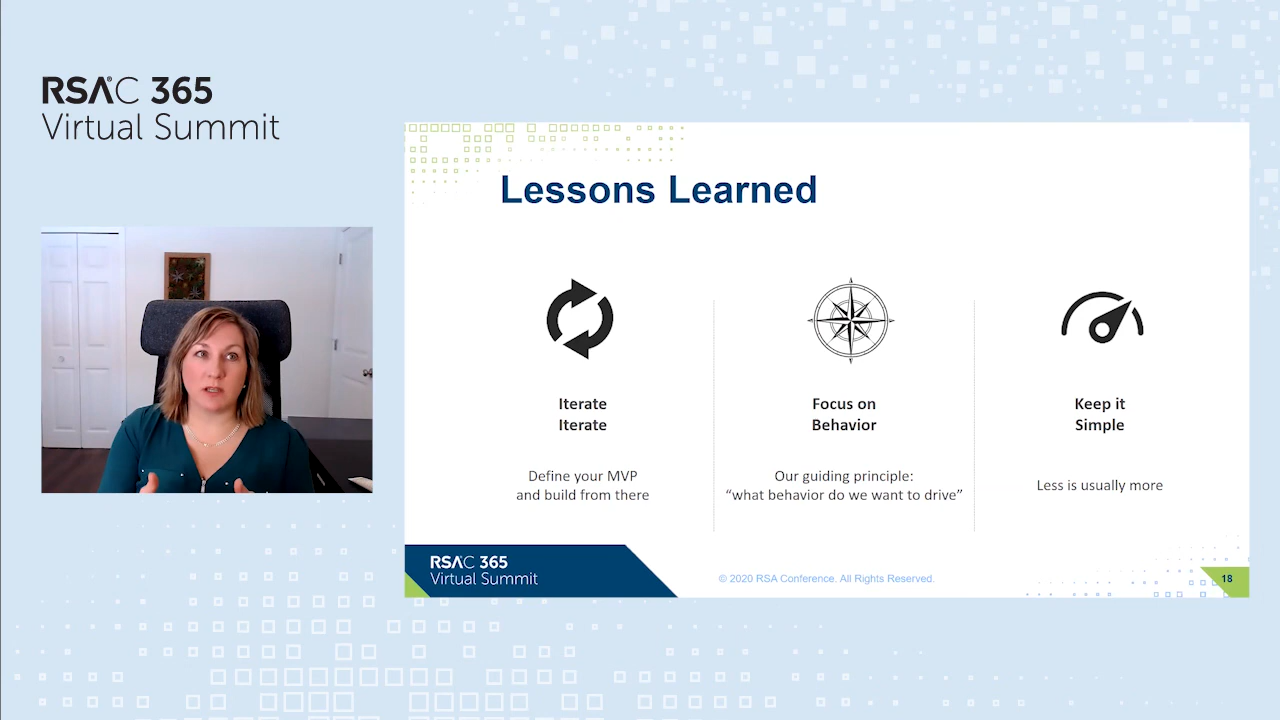 RSAC 365
Virtual Summit
Lessons Learned
Iterate
Iterate
Define your MVP
and build from there
Focus on
Behavior
Our guiding principle:
“what behavior do we want to drive”
Keep it
Simple
Less is usually more
RSAC 365
Virtual Summit
© 2020 RSA Conference. All Rights Reserved.
18